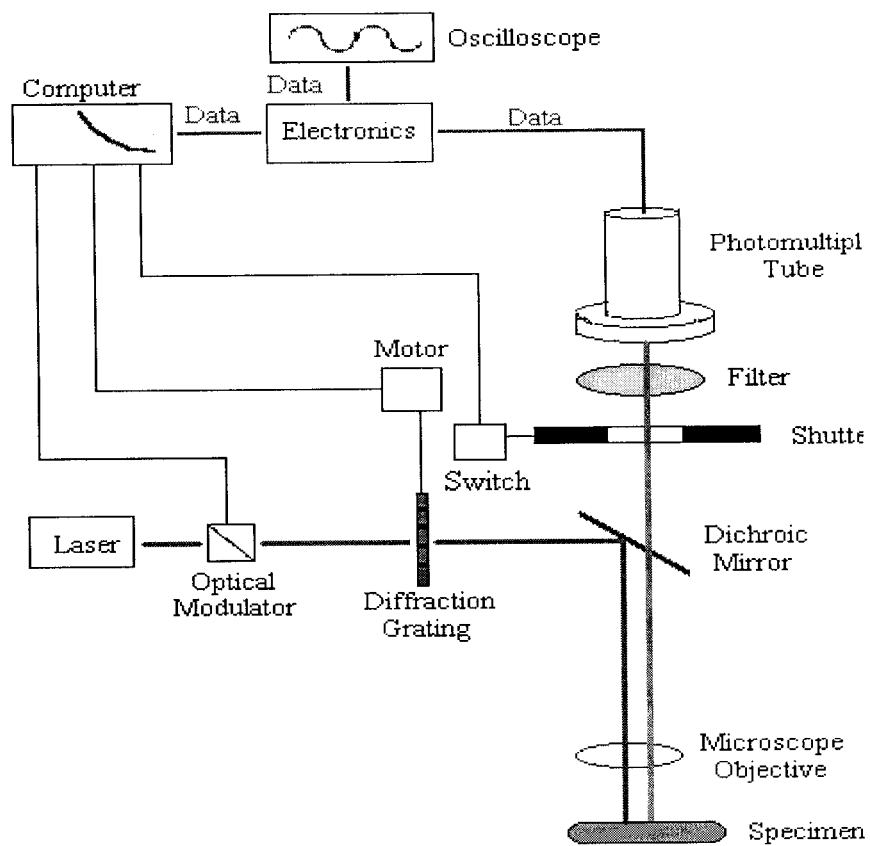 Oscilloscope
Data
Computer
Data
Electronics
Data
Photomultipl
Tube
Motor
Filter
Shutte
Switch
Laser
Optical
Modulator
Diffraction
Grating
Dichroic
Mirror
Microscope
Objective
Specimen